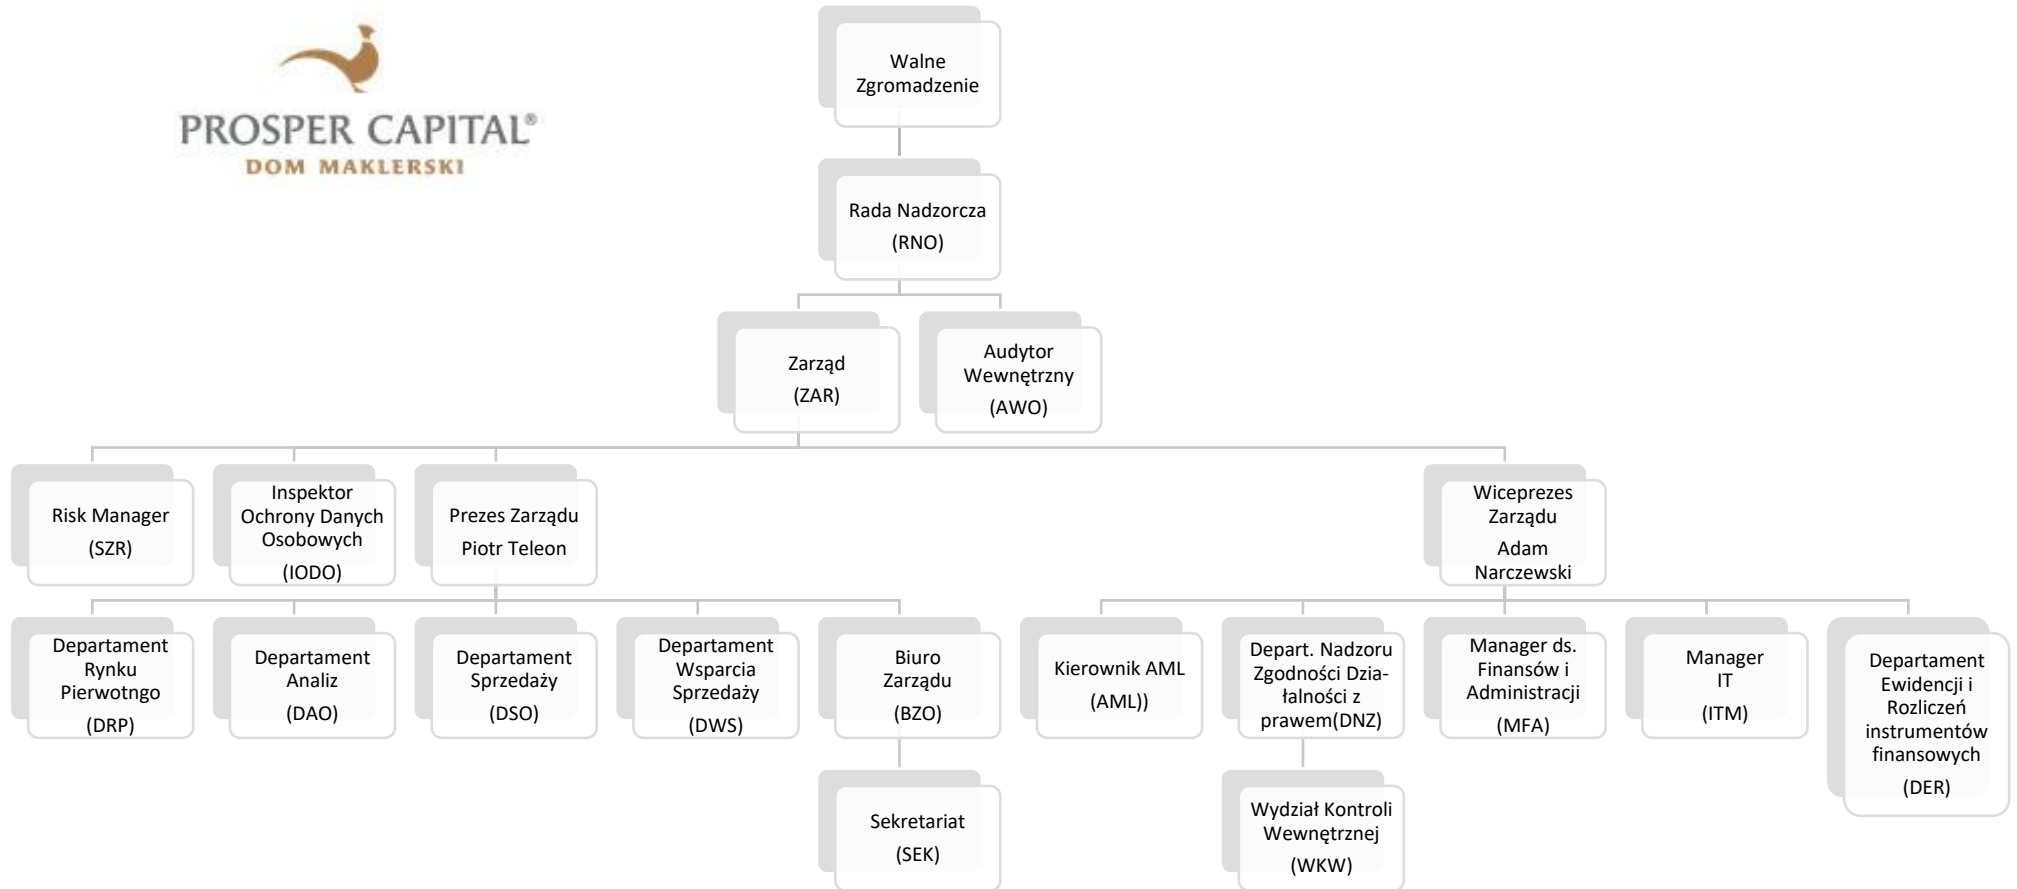 PROSPER CAPITAL®
DOM MAKLERSKI
Walne
Zgromadzenie
Rada Nadzorcza
(RNO)
Zarząd
(ZAR)
Audytor
Wewnętrzny
(AWO)
Risk Manager
(SZR)
Inspektor
Ochrony Danych
Osobowych
(IODO)
Prezes Zarządu
Piotr Teleon
Wiceprezes
Zarządu
Adam
Narczewski
Departament
Rynku
Pierwotngo
(DRP)
Departament
Analiz
(DAO)
Departament
Sprzedaży
(DSO)
Departament
Wsparcia
Sprzedaży
(DWS)
Biuro
Zarządu
(BZO)
Kierownik AML
(AML))
Depart. Nadzoru
Zgodności Dzia-
łalności z
prawem(DNZ)
Manager ds.
Finansów i
Administracji
(MFA)
Manager
IT
(ITM)
Departament
Ewidencji i
Rozliczeń
instrumentów
finansowych
(DER)
Sekretariat
(SEK)
Wydział Kontroli
Wewnętrznej
(WKW)